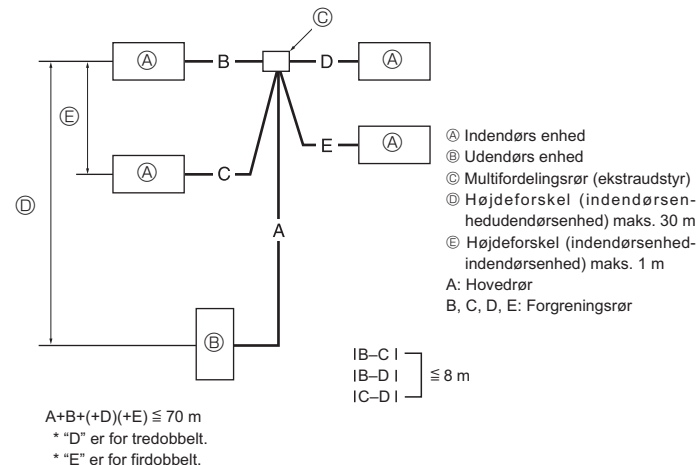 Ⓒ
Ⓐ B D Ⓐ
Ⓔ
Ⓐ C E Ⓐ
Ⓓ
A
Ⓑ
Ⓐ Indendørs enhed
Ⓑ Udendørs enhed
Ⓒ Multifordelingsrør (ekstraudstyr)
Ⓓ Højdeforskel (indendørsen-
hedudendørsenhed) maks. 30 m
Ⓔ Højdeforskel (indendørsenhed-
indendørsenhed) maks. 1 m
A: Hovedrør
B, C, D, E: Forgreningsrør
IB–C I
IB–D I ≦ 8 m
IC–D I
A+B+(+D)(+E) ≦ 70 m
* “D” er for tredobbelt.
* “E” er for firdobbelt.